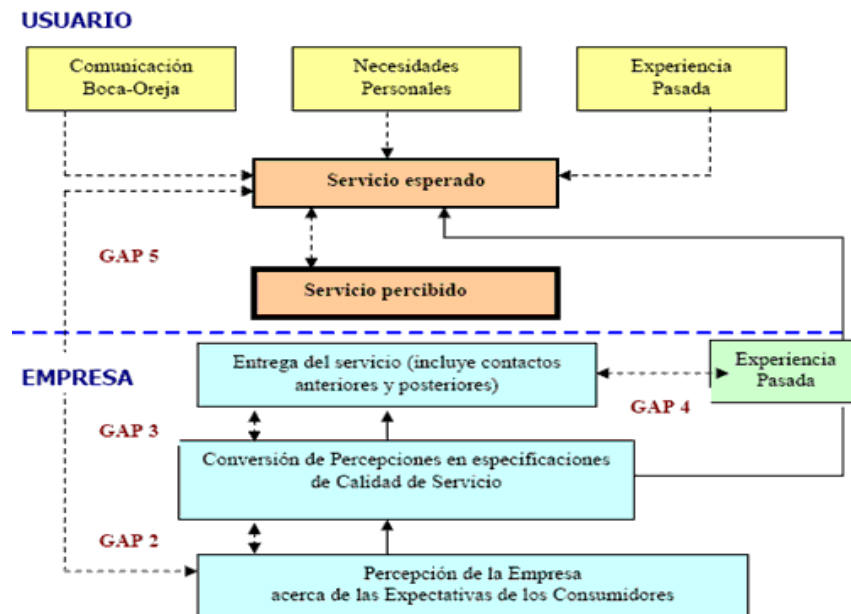 USUARIO
Comunicación
Boca-Oreja
Necesidades
Personales
Experiencia
Pasada
Servicio esperado
GAP 5
Servicio percibido
EMPRESA
Entrega del servicio (incluye contactos
anteriores y posteriores)
Experiencia
Pasada
GAP 4
GAP 3
Conversión de Percepciones en especificaciones
de Calidad de Servicio
GAP 2
Percepción de la Empresa
acerca de las Expectativas de los Consumidores